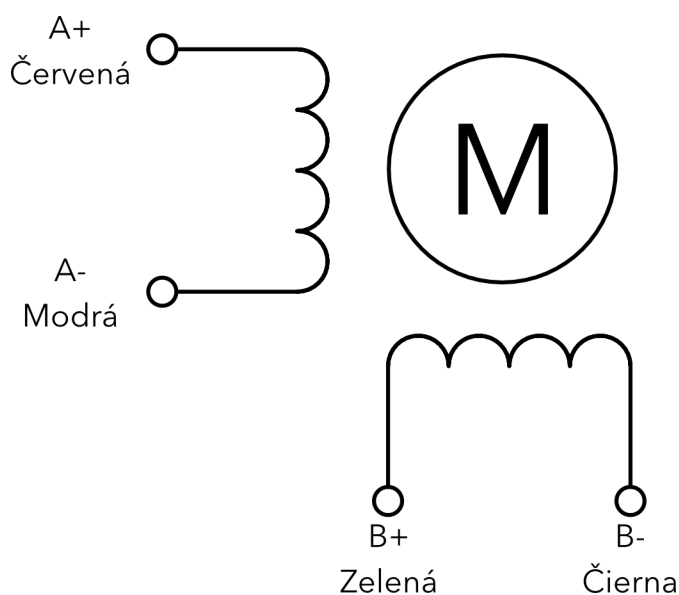 A+
Červená
M
A-
Modrá
B+
Zelená
B-
Čierna